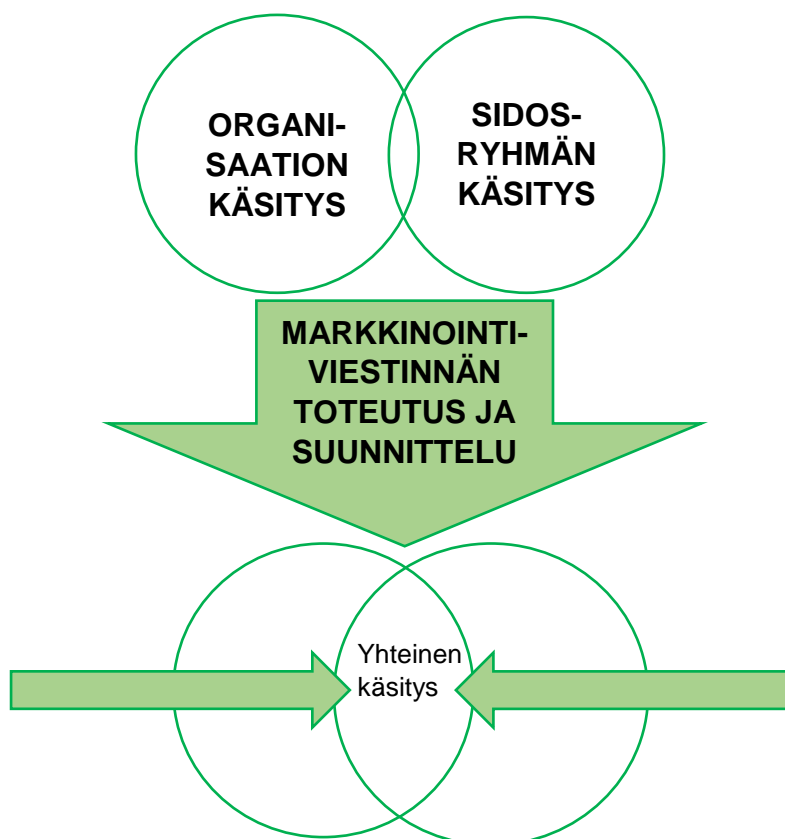 ORGANI-
SAATION
KÄSITYS
SIDOS-
RYHMÄN
KÄSITYS
MARKKINOINTI-
VIESTINNÄN
TOTEUTUS JA
SUUNNITTELU
Yhteinen
käsitys